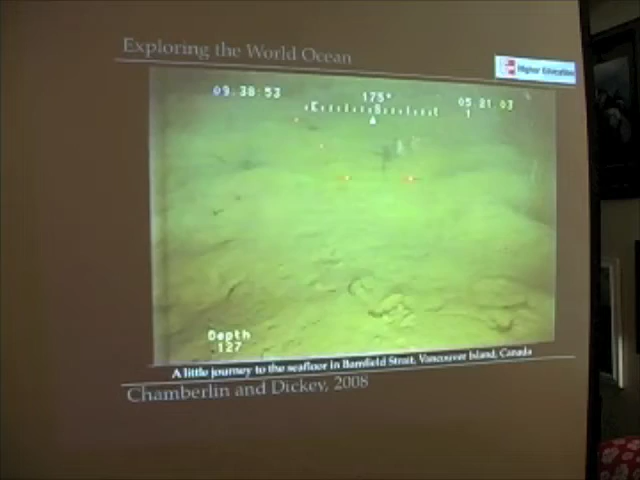 Exploring the World Ocean
Higher Education
09:38:53
175°
05 21 03
E S
1
Depth
127
A little journey to the seafloor in Bamfield Strait, Vancouver Island, Canada
Chamberlin and Dickey, 2008